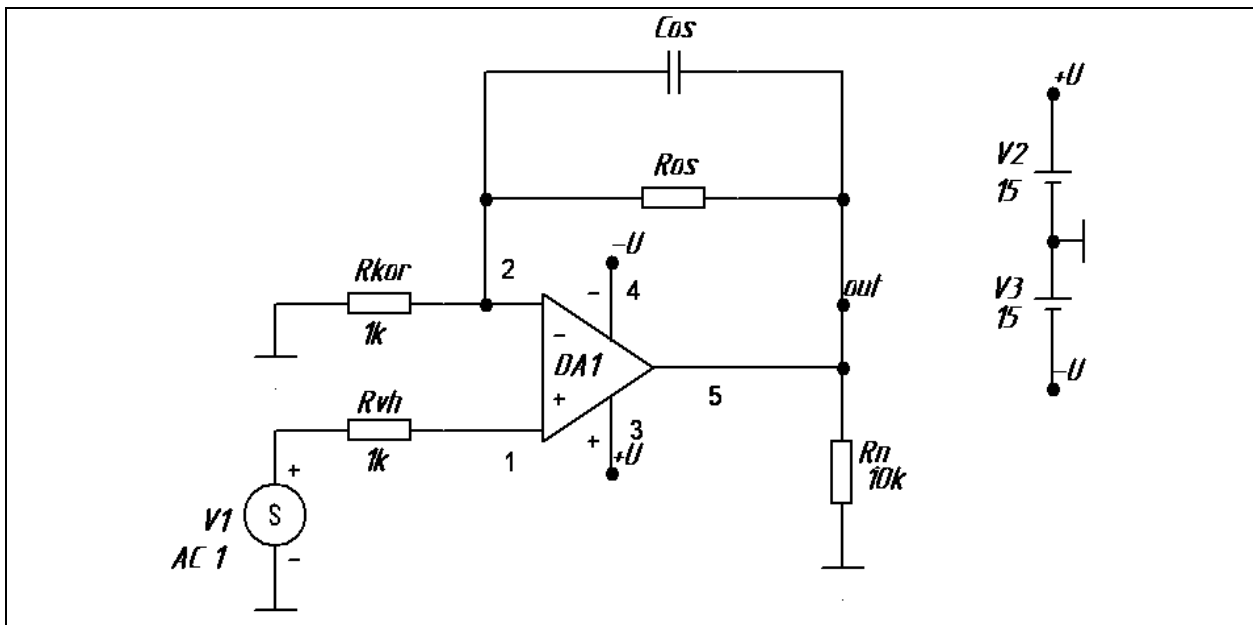 Cos
+U
V2
15
Ros
-U
Rkor
2
- 4
out
V3
15
1k
-
DA1
-U
Rvh
+
5
+ 3
1k
1
+U
Rn
10k
+
V1
S
AC 1
-